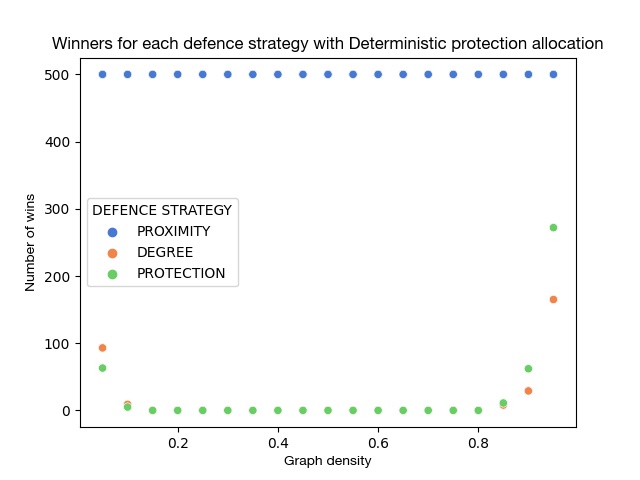 Winners for each defence strategy with Deterministic protection allocation
500
400
300
200
100
0
Number of wins
DEFENCE STRATEGY
PROXIMITY
DEGREE
PROTECTION
0.2 0.4 0.6 0.8
Graph density